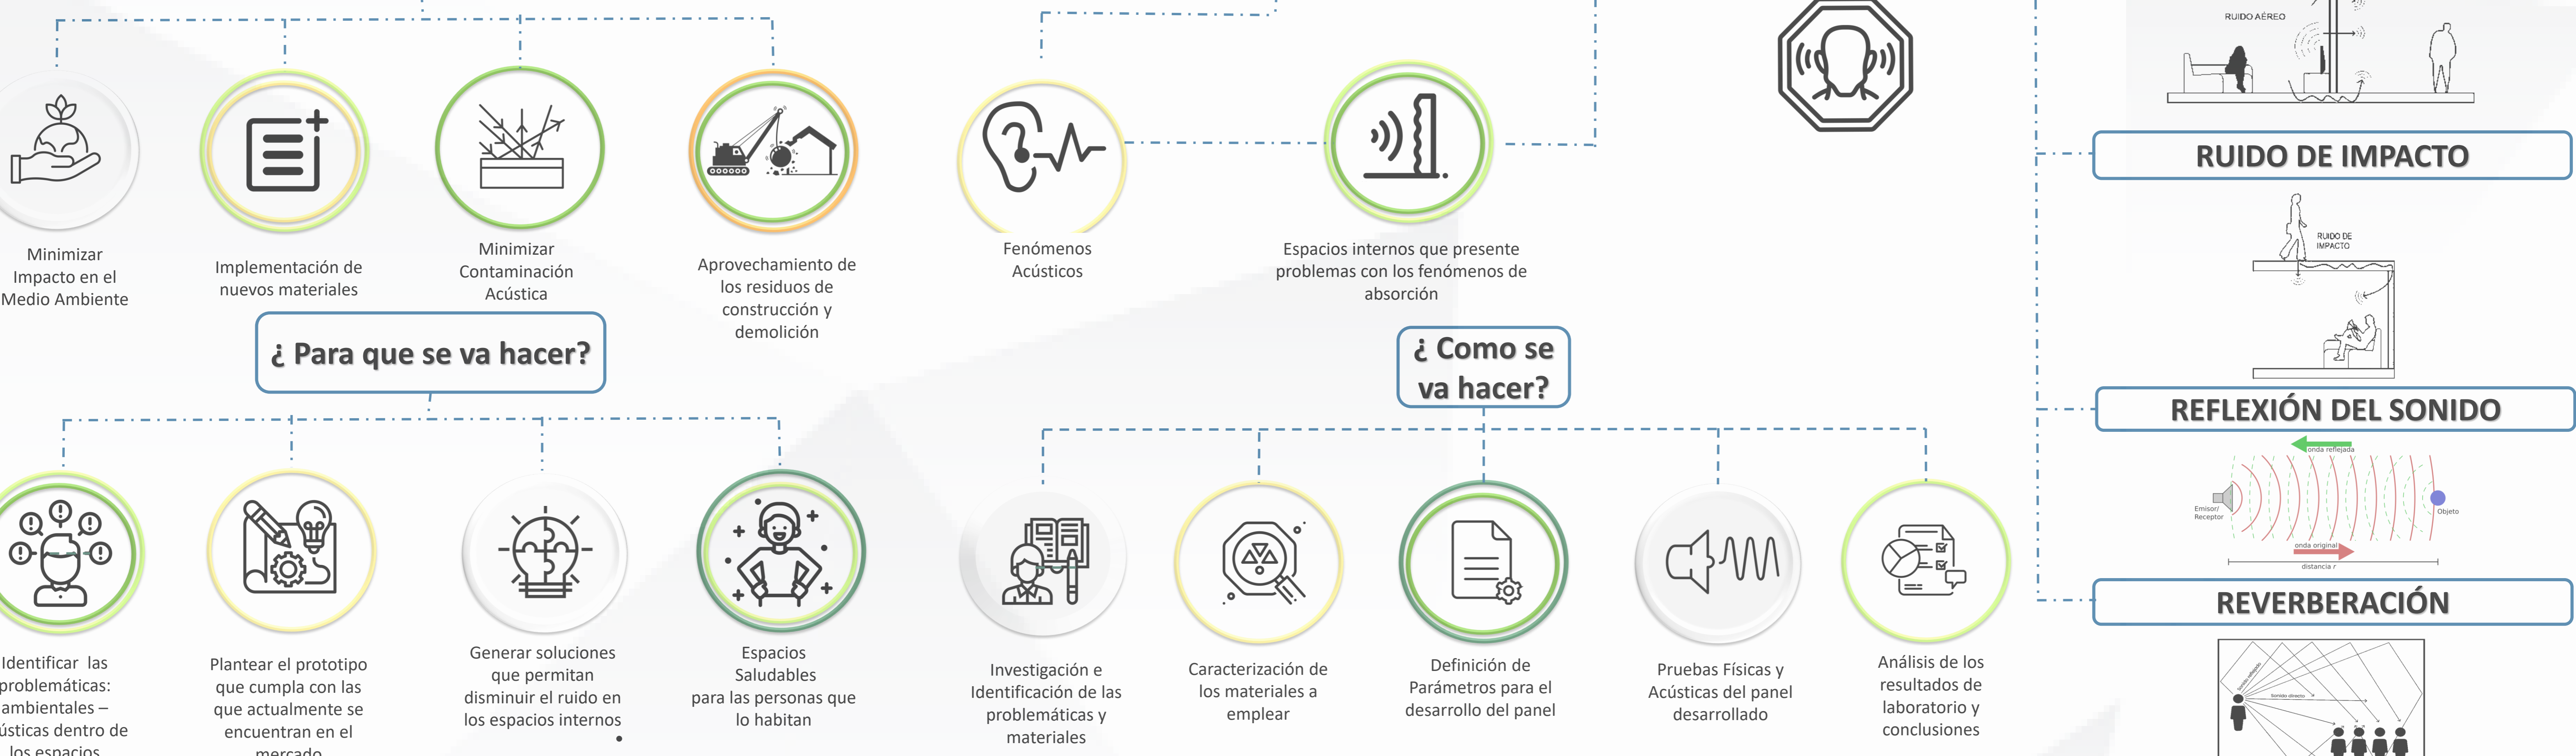 Minimizar
Impacto en el
Medio Ambiente
Implementación de
nuevos materiales
Minimizar
Contaminación
Acústica
Aprovechamiento de
los residuos de
construcción y
demolición
Fenómenos
Acústicos
Espacios internos que presente
problemas con los fenómenos de
absorción
¿ Para que se va hacer?
Identificar las
problemáticas:
ambientales –
ústicas dentro de
los espacios
Plantear el prototipo
que cumpla con las
que actualmente se
encuentran en el
mercado
Generar soluciones
que permitan
disminuir el ruido en
los espacios internos
•
Espacios
Saludables
para las personas que
lo habitan
¿ Como se
va hacer?
Investigación e
Identificación de las
problemáticas y
materiales
Caracterización de
los materiales a
emplear
Definición de
Parámetros para el
desarrollo del panel
Pruebas Físicas y
Acústicas del panel
desarrollado
Análisis de los
resultados de
laboratorio y
conclusiones
RUIDO AÉREO
RUIDO DE IMPACTO
RUIDO DE
IMPACTO
REFLEXIÓN DEL SONIDO
onda reflejada
Emisor/
Receptor
Objeto
onda original
distancia r
REVERBERACIÓN
Sonido reflejado
Sonido directo